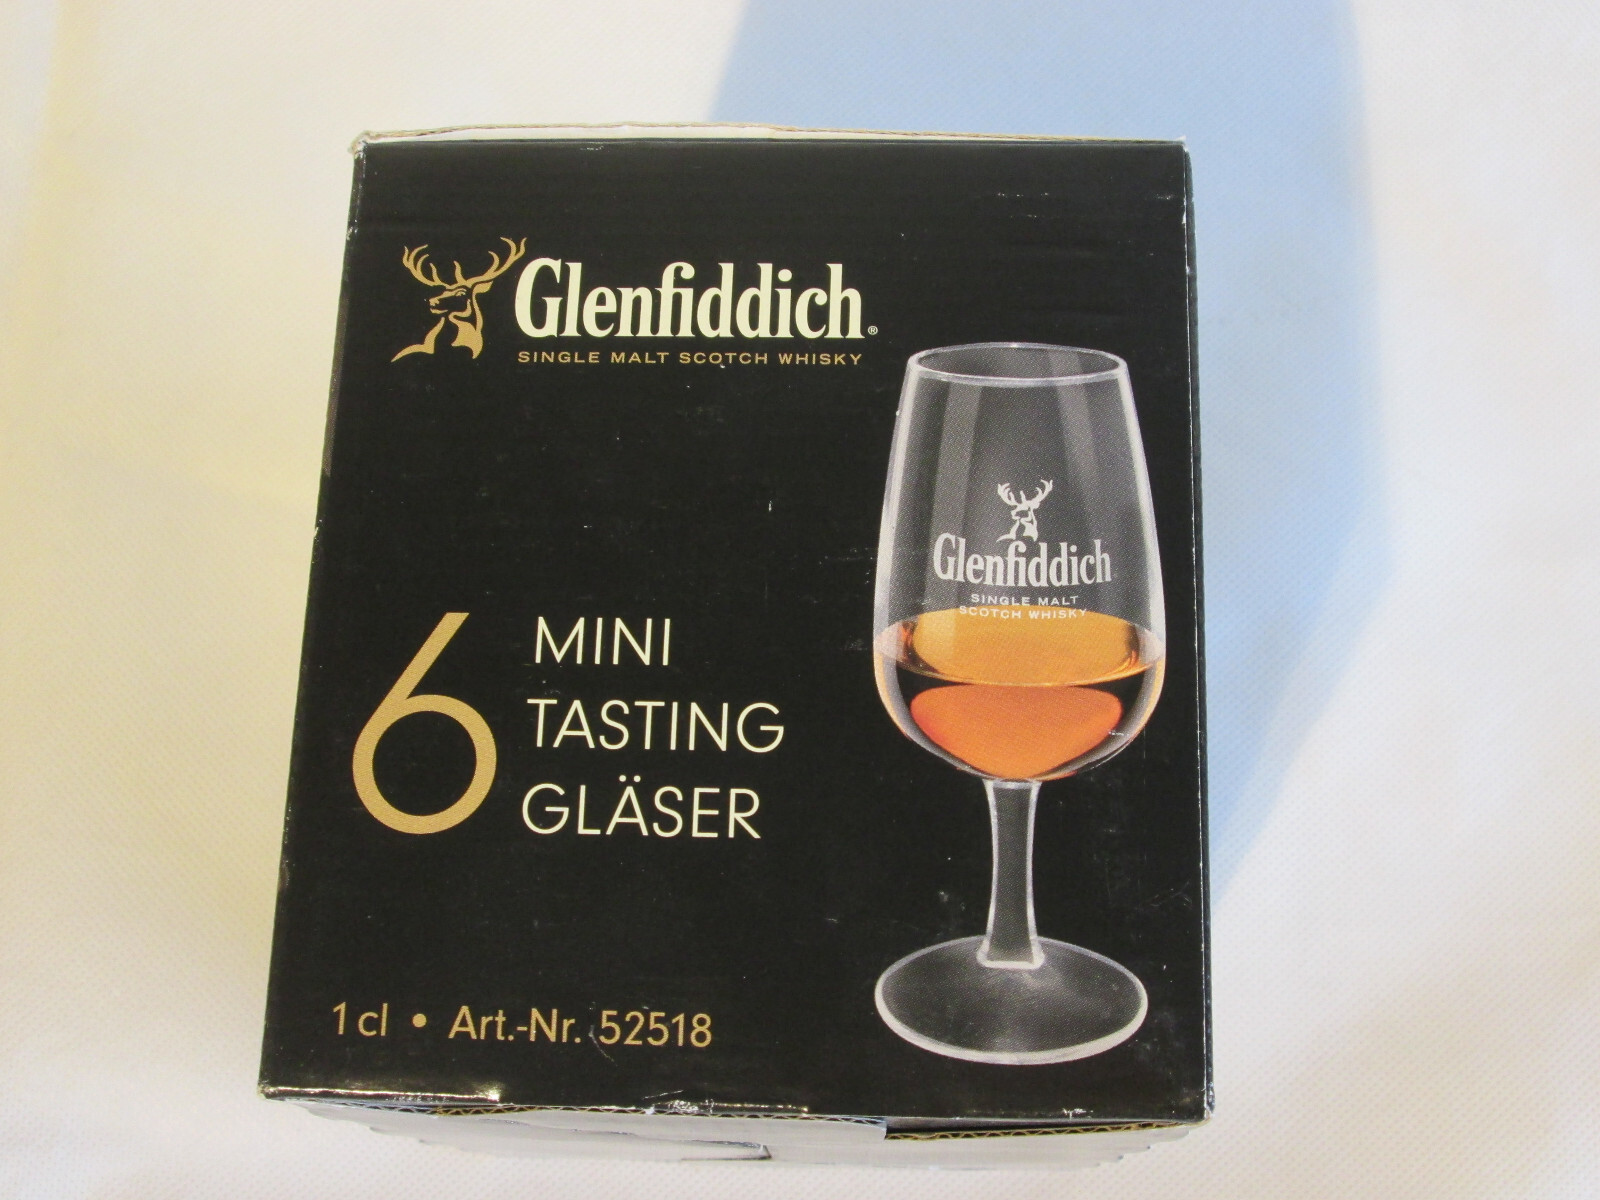 Glenfiddich®
SINGLE MALT SCOTCH WHISKY
Glenfiddich
SINGLE MALT
SCOTCH WHISKY
6
MINI
TASTING
GLÄSER
1 cl • Art.-Nr. 52518